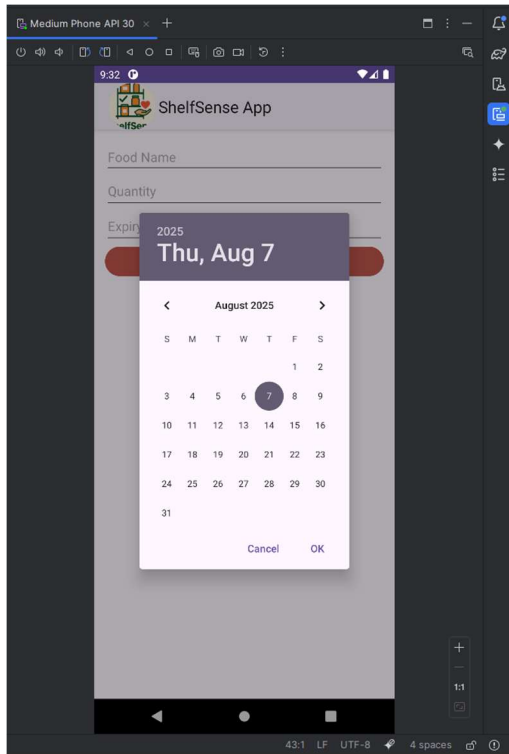 Medium Phone API 30
9:32
ShelfSense App
elfSen
Food Name
Quantity
Expiry
2025
Thu, Aug 7
August 2025
S M T W T F S
1 2
3 4 5 6 7 8 9
10 11 12 13 14 15 16
17 18 19 20 21 22 23
24 25 26 27 28 29 30
31
Cancel OK
1:1
43:1 LF UTF-8 4 spaces